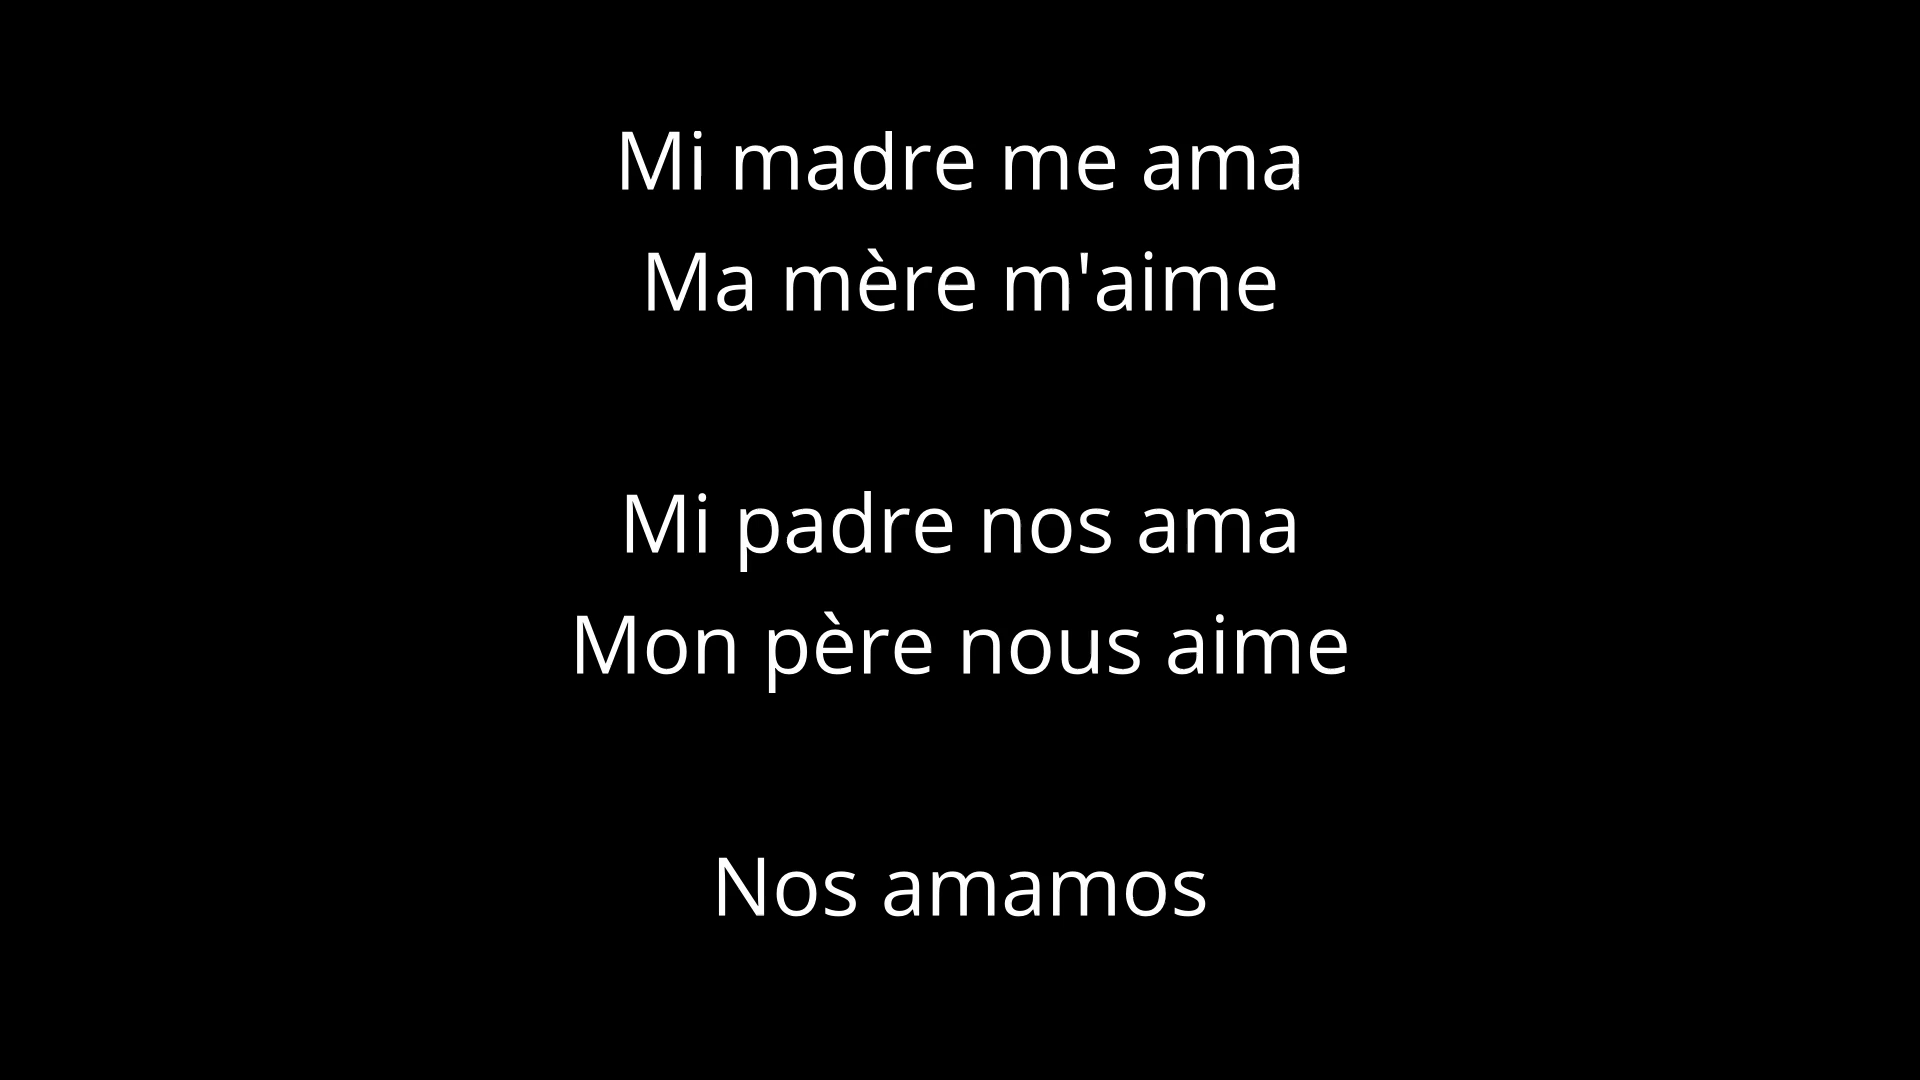 Mi madre me ama
Ma mère m'aime
Mi padre nos ama
Mon père nous aime
Nos amamos